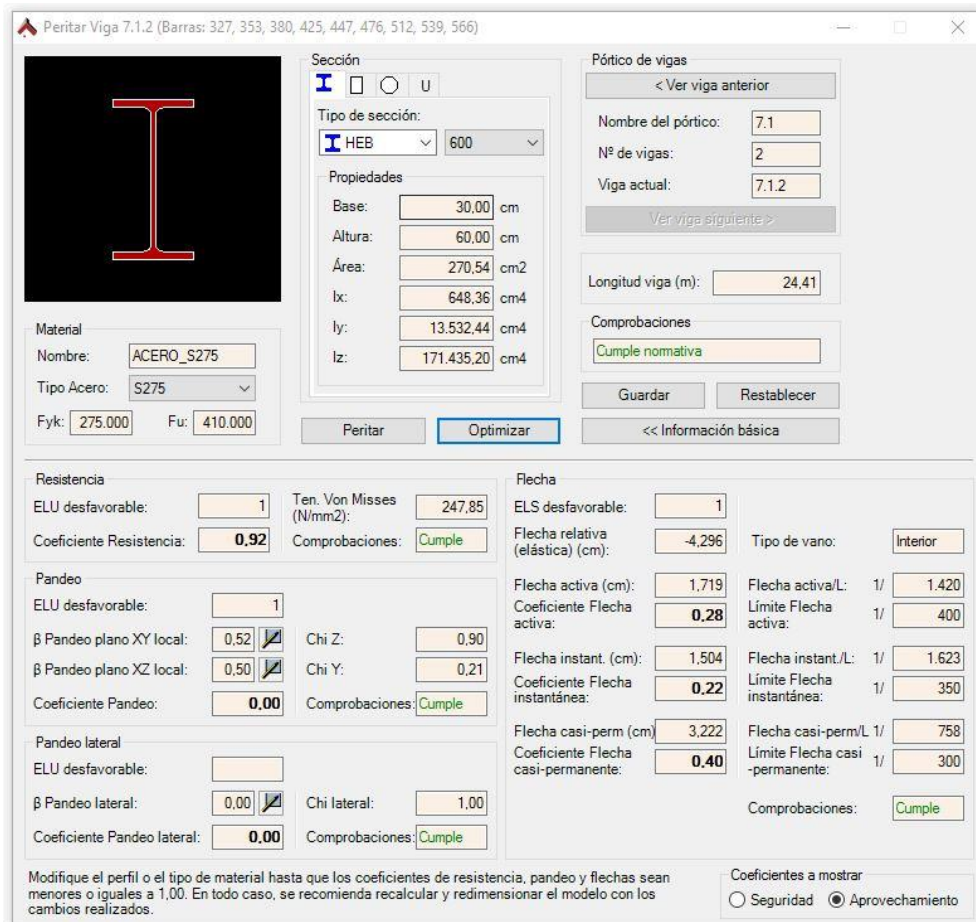 Peritar Viga 7.1.2 (Barras: 327, 353, 380, 425, 447, 476, 512, 539, 566)
Sección
U
Tipo de sección:
HEB 600
Propiedades
Base: 30,00 cm
Altura: 60,00 cm
Área: 270,54 cm2
Ix: 648,36 cm4
Iy: 13.532,44 cm4
Iz: 171.435,20 cm4
Pórtico de vigas
< Ver viga anterior
Nombre del pórtico: 7.1
Nº de vigas: 2
Viga actual: 7.1.2
Ver viga siguiente >
Longitud viga (m): 24,41
Material
Nombre: ACERO_S275
Tipo Acero: S275
Fyk: 275.000 Fu: 410.000
Comprobaciones
Cumple normativa
Guardar Restablecer
Peritar Optimizar << Información básica
Resistencia
ELU desfavorable: 1
Ten. Von Misses
(N/mm2): 247,85
Coeficiente Resistencia: 0,92 Comprobaciones: Cumple
Pandeo
ELU desfavorable: 1
β Pandeo plano XY local: 0,52 Chi Z: 0,90
β Pandeo plano XZ local: 0,50 Chi Y: 0,21
Coeficiente Pandeo: 0,00 Comprobaciones: Cumple
Pandeo lateral
ELU desfavorable:
β Pandeo lateral: 0,00 Chi lateral: 1,00
Coeficiente Pandeo lateral: 0,00 Comprobaciones: Cumple
Flecha
ELS desfavorable: 1
Flecha relativa
(elástica) (cm): -4,296 Tipo de vano: Interior
Flecha activa (cm): 1,719 Flecha activa/L: 1/ 1.420
Coeficiente Flecha
activa: 0,28
Límite Flecha
activa: 1/ 400
Flecha instant. (cm): 1,504 Flecha instant./L: 1/ 1.623
Coeficiente Flecha
instantánea: 0,22
Límite Flecha
instantánea: 1/ 350
Flecha casi-perm (cm) 3,222 Flecha casi-perm/L 1/ 758
Coeficiente Flecha
casi-permanente: 0,40
Límite Flecha casi
-permanente: 1/ 300
Comprobaciones: Cumple
Modifique el perfil o el tipo de material hasta que los coeficientes de resistencia, pandeo y flechas sean
menores o iguales a 1,00. En todo caso, se recomienda recalcular y redimensionar el modelo con los
cambios realizados.
Coeficientes a mostrar
Seguridad Aprovechamiento